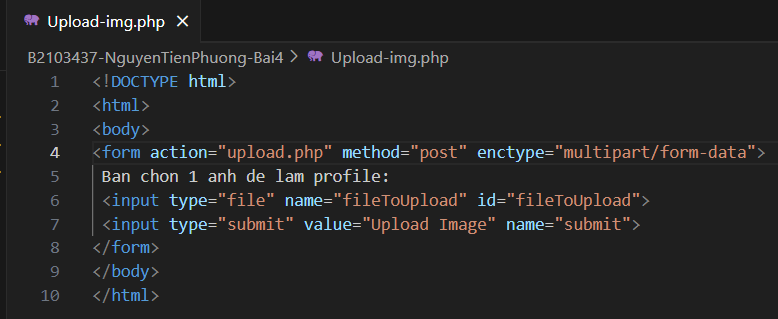 Upload-img.php ×
B2103437-NguyenTienPhuong-Bai4 > Upload-img.php
1 <!DOCTYPE html>
2 <html>
3 <body>
4 <form action="upload.php" method="post" enctype="multipart/form-data">
5 Ban chon 1 anh de lam profile:
6 <input type="file" name="fileToUpload" id="fileToUpload">
7 <input type="submit" value="Upload Image" name="submit">
8 </form>
9 </body>
10 </html>